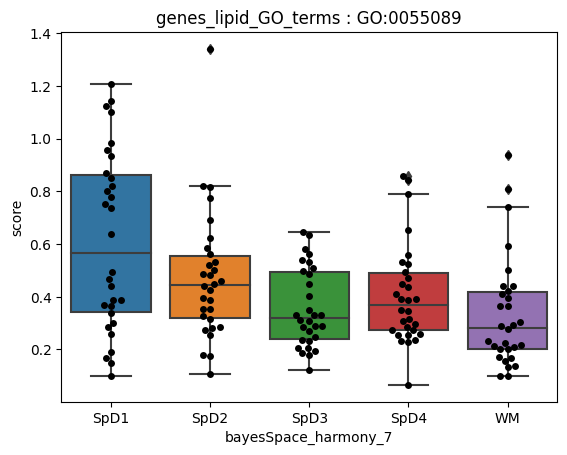 genes_lipid_GO_terms : GO:0055089
1.4
1.2
1.0
0.8
0.6
0.4
0.2
score
SpD1 SpD2 SpD3 SpD4 WM
bayesSpace_harmony_7